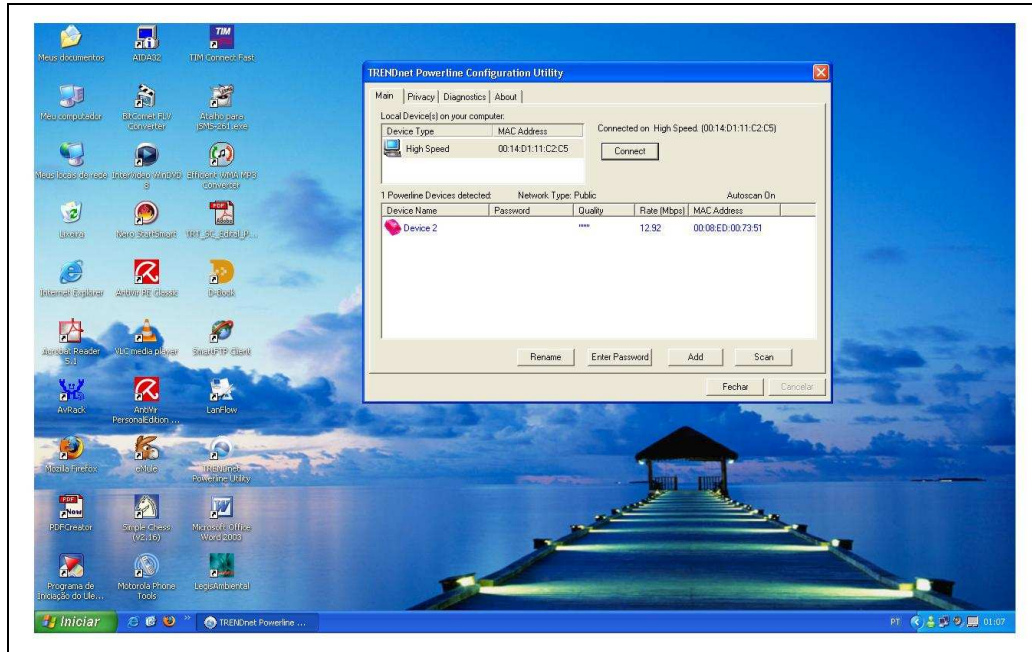 Meus documentos
AIDA32
TIM
TIM Connect Fast
Meu computador
BitComet FLV Converter
Atalho para jSMS-261.exe
Meus locais de rede
InterVideo WinDVD 8
Efficient WMA MP3 Converter
Lixeira
Nero StartSmart
TRT_SC_Edital_P...
Internet Explorer
AntiVir PE Classic
D-Book
Acrobat Reader 5.1
VLC media player
SmartFTP Client
AvRack
AntiVir PersonalEdition ...
LanFlow
Mozilla Firefox
eMule
TRENDnet Powerline Utility
PDFCreator
Simple Chess (v2.16)
Microsoft Office Word 2003
Programa de Iniciação do Ule...
Motorola Phone Tools
LegisAmbiental
TRENDnet Powerline Configuration Utility
Main Privacy Diagnostics About
Local Device(s) on your computer:
Device Type MAC Address
High Speed 00:14:D1:11:C2:C5
Connected on High Speed. (00:14:D1:11:C2:C5)
Connect
1 Powerline Devices detected: Network Type: Public Autoscan On
Device Name Password Quality Rate (Mbps) MAC Address
Device 2 12.92 00:08:ED:00:73:51
Rename Enter Password Add Scan
Fechar Cancelar
Iniciar
TRENDnet Powerline ...
PT
01:07